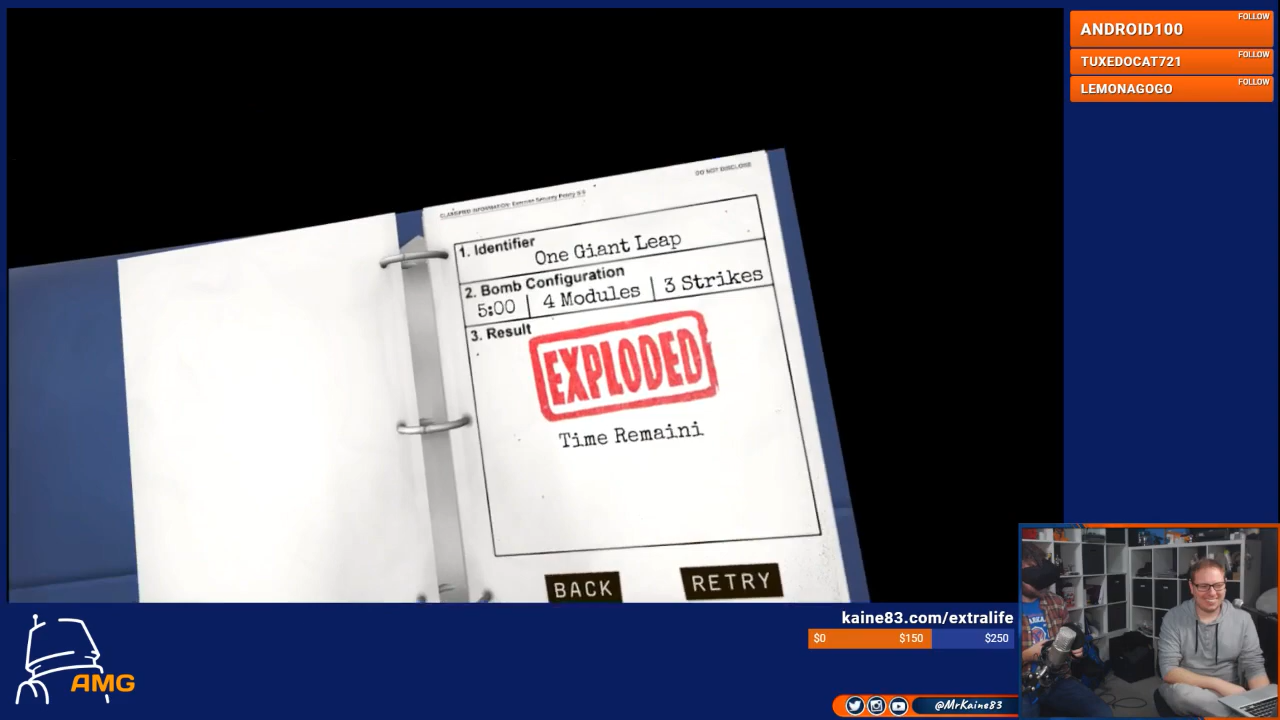 FOLLOW
ANDROID100
FOLLOW
TUXEDOCAT721
FOLLOW
LEMONAGOGO
DO NOT DISCLOSE
CLASSIFIED INFORMATION:
1. Identifier
One Giant Leap
2. Bomb Configuration
5:00 | 4 Modules | 3 Strikes
3. Result
EXPLODED
Time Remaini
BACK
RETRY
kaine83.com/extralife
$0 $150 $250
AMG
@MrKaine83